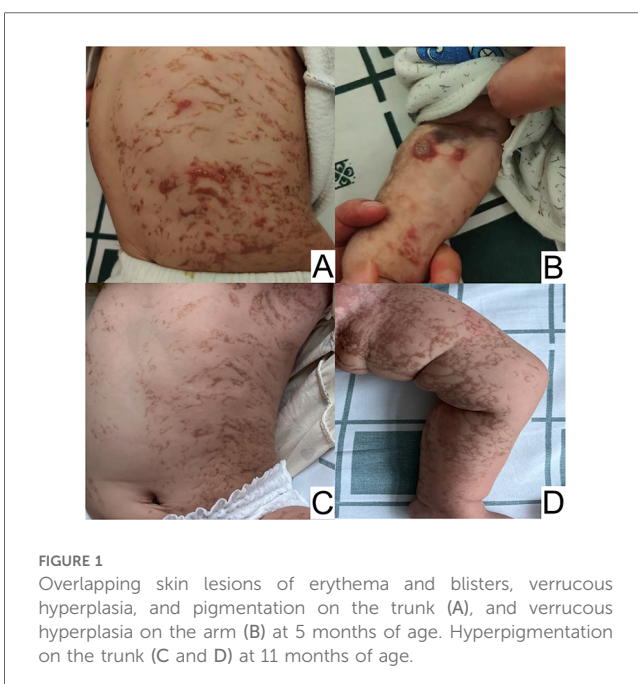 A
B
C
D
FIGURE 1
Overlapping skin lesions of erythema and blisters, verrucous
hyperplasia, and pigmentation on the trunk (A), and verrucous
hyperplasia on the arm (B) at 5 months of age. Hyperpigmentation
on the trunk (C and D) at 11 months of age.